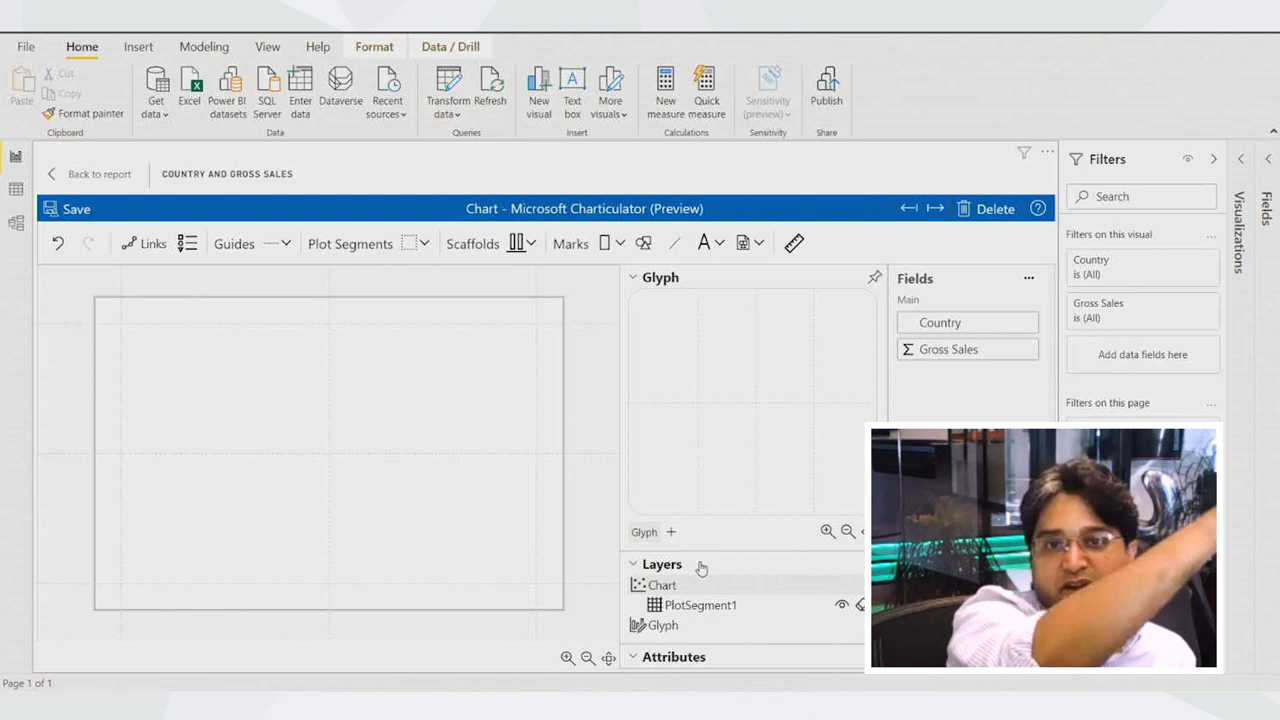 File Home Insert Modeling View Help Format Data / Drill
Paste
Cut
Copy
Format painter
Clipboard
Get data
Excel
Power BI datasets
SQL Server
Enter data
Dataverse
Recent sources
Data
Transform data
Refresh
Queries
New visual
Text box
More visuals
Insert
New measure
Quick measure
Calculations
Sensitivity (preview)
Sensitivity
Publish
Share
Back to report
COUNTRY AND GROSS SALES
Save
Chart - Microsoft Charticulator (Preview)
Delete
Links
Guides
Plot Segments
Scaffolds
Marks
Glyph
Glyph +
Layers
Chart
PlotSegment1
Glyph
Attributes
Fields
Main
Country
Σ Gross Sales
Filters
Search
Filters on this visual
Country
is (All)
Gross Sales
is (All)
Add data fields here
Filters on this page
Visualizations
Fields
Page 1 of 1